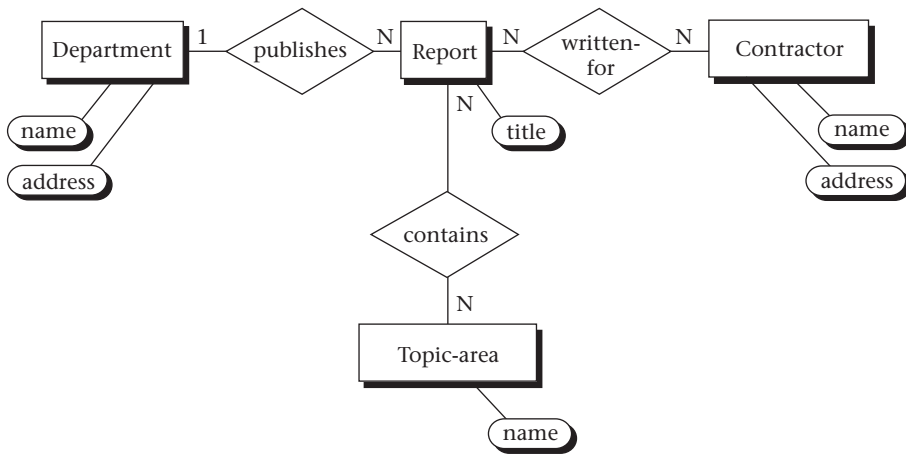 Department
1
publishes
N
Report
N
written-
for
N
Contractor
name
address
N
title
name
address
contains
N
Topic-area
name